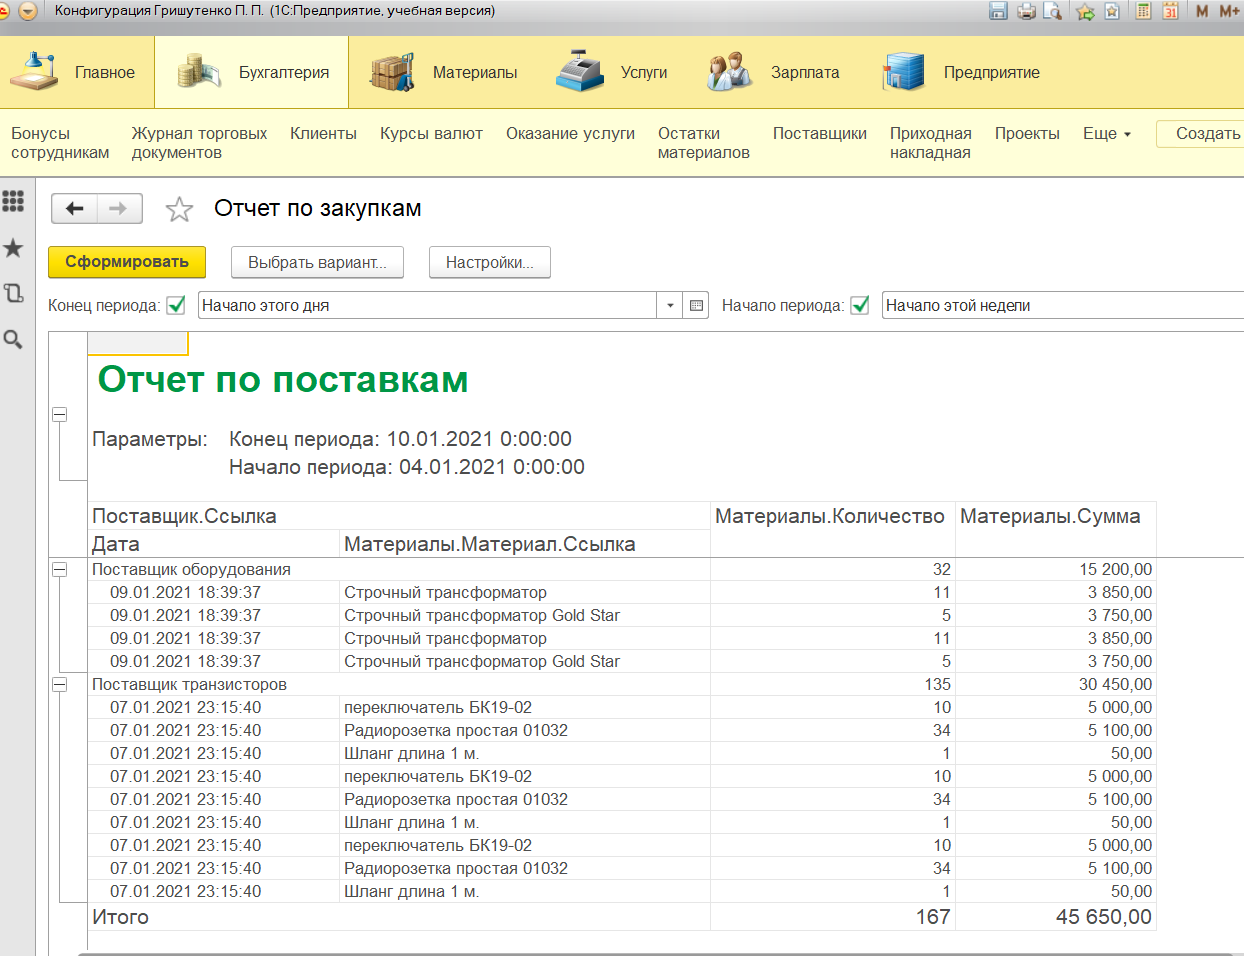 Конфигурация Гришутенко П. П. (1С:Предприятие, учебная версия)
31 M M+
Главное Бухгалтерия Материалы Услуги Зарплата Предприятие
Бонусы сотрудникам Журнал торговых документов Клиенты Курсы валют Оказание услуги Остатки материалов Поставщики Приходная накладная Проекты Еще Создать
Отчет по закупкам
Сформировать Выбрать вариант... Настройки...
Конец периода: Начало этого дня Начало периода: Начало этой недели
Отчет по поставкам
Параметры: Конец периода: 10.01.2021 0:00:00
Начало периода: 04.01.2021 0:00:00
Поставщик.Ссылка Материалы.Количество Материалы.Сумма
Дата Материалы.Материал.Ссылка
Поставщик оборудования 32 15 200,00
09.01.2021 18:39:37 Строчный трансформатор 11 3 850,00
09.01.2021 18:39:37 Строчный трансформатор Gold Star 5 3 750,00
09.01.2021 18:39:37 Строчный трансформатор 11 3 850,00
09.01.2021 18:39:37 Строчный трансформатор Gold Star 5 3 750,00
Поставщик транзисторов 135 30 450,00
07.01.2021 23:15:40 переключатель БК19-02 10 5 000,00
07.01.2021 23:15:40 Радиорозетка простая 01032 34 5 100,00
07.01.2021 23:15:40 Шланг длина 1 м. 1 50,00
07.01.2021 23:15:40 переключатель БК19-02 10 5 000,00
07.01.2021 23:15:40 Радиорозетка простая 01032 34 5 100,00
07.01.2021 23:15:40 Шланг длина 1 м. 1 50,00
07.01.2021 23:15:40 переключатель БК19-02 10 5 000,00
07.01.2021 23:15:40 Радиорозетка простая 01032 34 5 100,00
07.01.2021 23:15:40 Шланг длина 1 м. 1 50,00
Итого 167 45 650,00